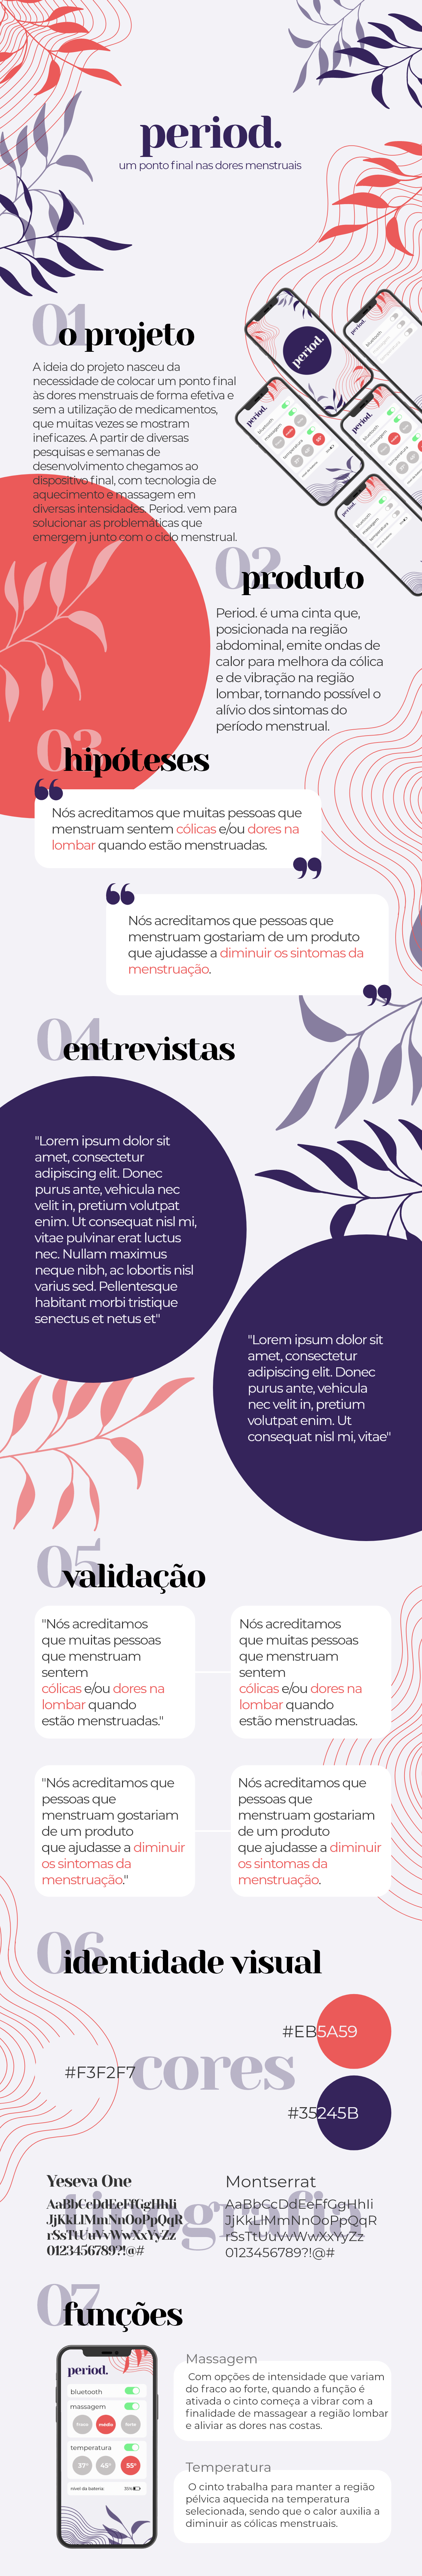 period.
um ponto final nas dores menstruais
01
o projeto
A ideia do projeto nasceu da
necessidade de colocar um ponto final
às dores menstruais de forma efetiva e
sem a utilização de medicamentos,
que muitas vezes se mostram
ineficazes. A partir de diversas
pesquisas e semanas de
desenvolvimento chegamos ao
dispositivo final, com tecnologia de
aquecimento e massagem em
diversas intensidades. Period. vem para
solucionar as problemáticas que
emergem junto com o ciclo menstrual.
period.
period.
bluetooth
period.
bluetooth
massagem
temperatura
period.
bluetooth
massagem
temperatura
period.
02
produto
Period. é uma cinta que,
posicionada na região
abdominal, emite ondas de
calor para melhora da cólica
e de vibração na região
lombar, tornando possível o
alívio dos sintomas do
período menstrual.
03
hipóteses
Nós acreditamos que muitas pessoas que
menstruam sentem cólicas e/ou dores na
lombar quando estão menstruadas.
Nós acreditamos que pessoas que
menstruam gostariam de um produto
que ajudasse a diminuir os sintomas da
menstruação.
04
entrevistas
"Lorem ipsum dolor sit
amet, consectetur
adipiscing elit. Donec
purus ante, vehicula nec
velit in, pretium volutpat
enim. Ut consequat nisl mi,
vitae pulvinar erat luctus
nec. Nullam maximus
neque nibh, ac lobortis nisl
varius sed. Pellentesque
habitant morbi tristique
senectus et netus et"
"Lorem ipsum dolor sit
amet, consectetur
adipiscing elit. Donec
purus ante, vehicula
nec velit in, pretium
volutpat enim. Ut
consequat nisl mi, vitae"
05
validação
"Nós acreditamos
que muitas pessoas
que menstruam
sentem
cólicas e/ou dores na
lombar quando
estão menstruadas."
Nós acreditamos
que muitas pessoas
que menstruam
sentem
cólicas e/ou dores na
lombar quando
estão menstruadas.
"Nós acreditamos que
pessoas que
menstruam gostariam
de um produto
que ajudasse a diminuir
os sintomas da
menstruação."
Nós acreditamos que
pessoas que
menstruam gostariam
de um produto
que ajudasse a diminuir
os sintomas da
menstruação.
06
identidade visual
#EB5A59
cores
#F3F2F7
#35245B
tipografia
Yeseva One
AaBbCcDdEeFfGgHhIi
JjKkLlMmNnOoPpQqR
rSsTtUuVvWwXxYyZz
0123456789?!@#
Montserrat
AaBbCcDdEeFfGgHhIi
JjKkLlMmNnOoPpQqR
rSsTtUuVvWwXxYyZz
0123456789?!@#
07
funções
period.
bluetooth
massagem
fraco médio forte
temperatura
37° 45° 55°
nível da bateria: 35%
Massagem
Com opções de intensidade que variam
do fraco ao forte, quando a função é
ativada o cinto começa a vibrar com a
finalidade de massagear a região lombar
e aliviar as dores nas costas.
Temperatura
O cinto trabalha para manter a região
pélvica aquecida na temperatura
selecionada, sendo que o calor auxilia a
diminuir as cólicas menstruais.